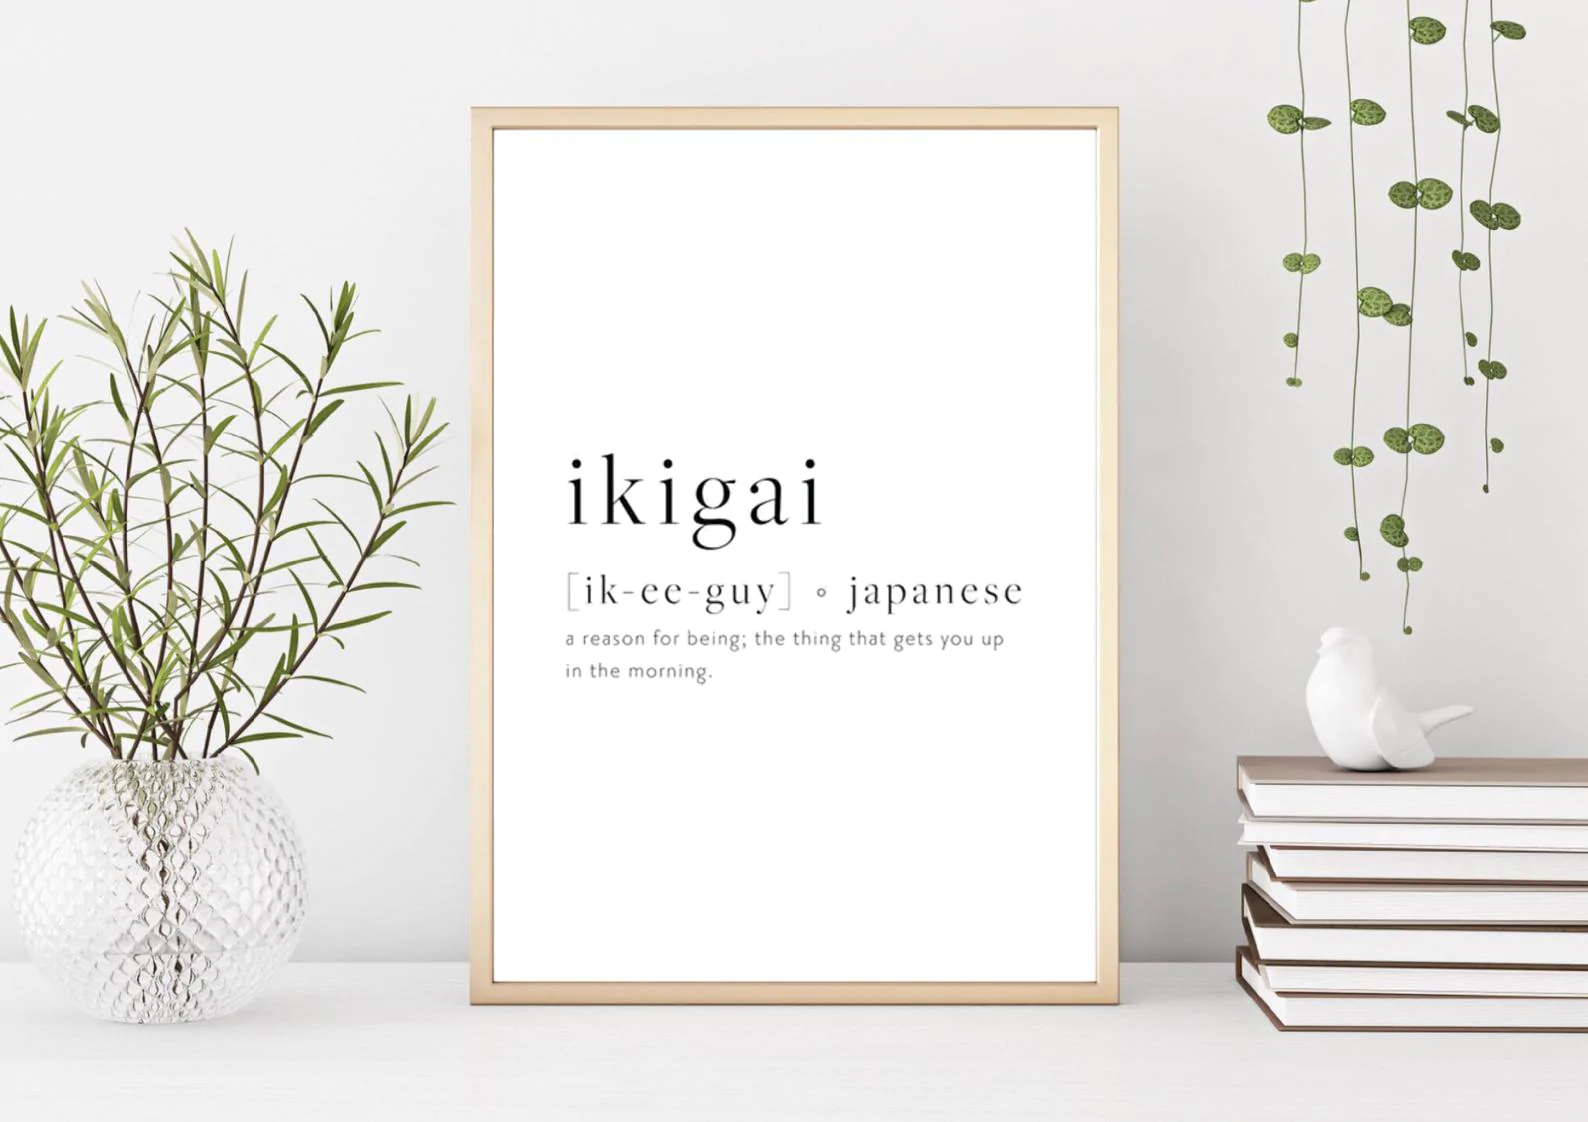 ikigai
[ik-ee-guy] ∘ japanese
a reason for being; the thing that gets you up
in the morning.